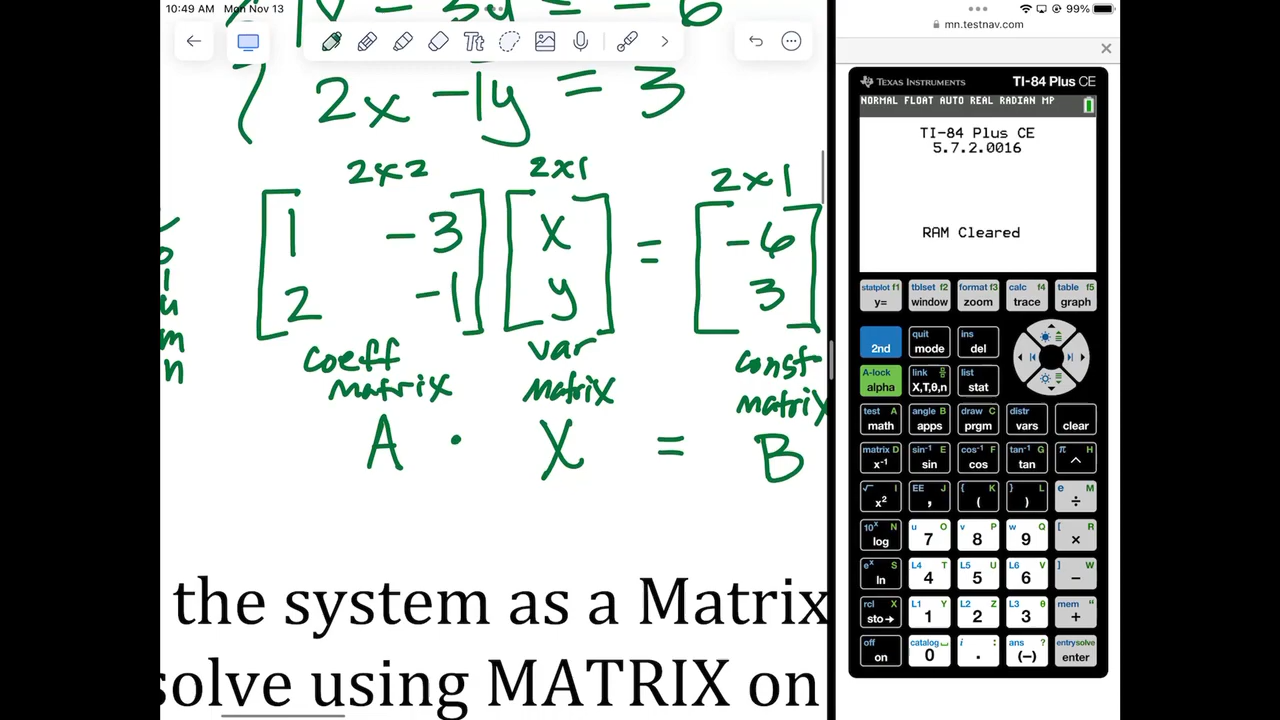 10:49 AM Mon Nov 13
99%
mn.testnav.com
- 3y = -6
Tt
2x - 1y = 3
2x2 2x1 2x1
1 -3 x = -6
2 -1 y 3
coeff matrix
var matrix
const matrix
A · X = B
the system as a Matrix
solve using MATRIX on
TEXAS INSTRUMENTS TI-84 Plus CE
NORMAL FLOAT AUTO REAL RADIAN MP
TI-84 Plus CE
5.7.2.0016
RAM Cleared
statplot f1 tblset f2 format f3 calc f4 table f5
y= window zoom trace graph
quit ins
2nd mode del
A-lock link list
alpha X,T,θ,n stat
test A angle B draw C distr
math apps prgm vars clear
matrix D sin⁻¹ E cos⁻¹ F tan⁻¹ G π H
x⁻¹ sin cos tan ^
√ I EE J { K } L e M
x² , ( ) ÷
10ˣ N u O v P w Q [ R
log 7 8 9 ×
eˣ S L4 T L5 U L6 V ] W
ln 4 5 6 −
rcl X L1 Y L2 Z L3 θ mem "
sto→ 1 2 3 +
off catalog i : ans ? entrysolve
on 0 . (−) enter